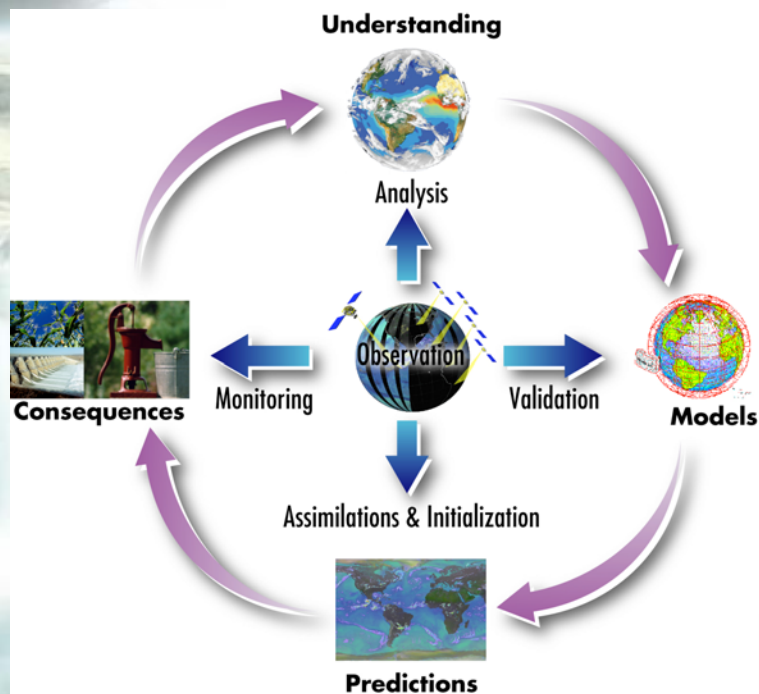 Understanding
Analysis
Observation
Monitoring
Validation
Consequences
Models
Assimilations & Initialization
Predictions